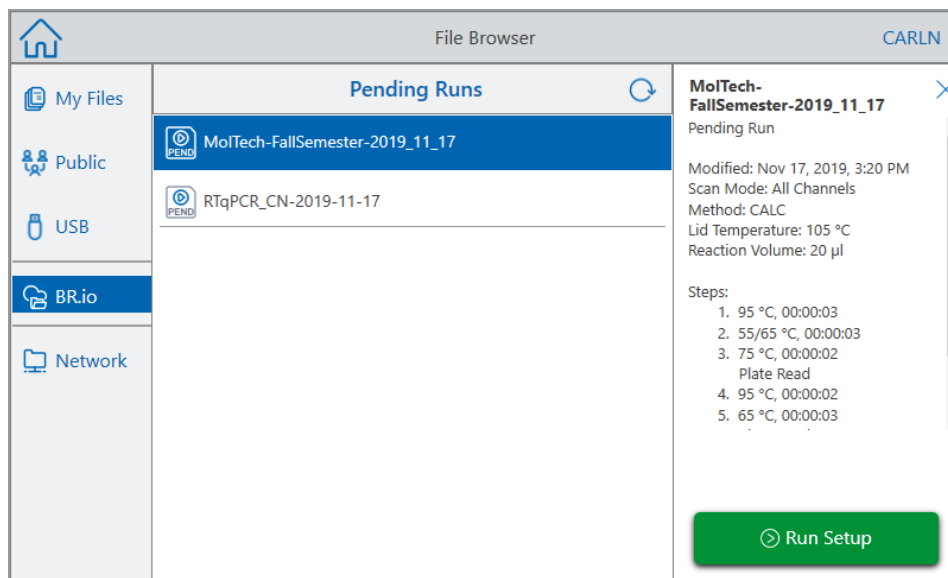 File Browser
CARLN
My Files
Public
USB
BR.io
Network
Pending Runs
PEND
MolTech-FallSemester-2019_11_17
PEND
RTqPCR_CN-2019-11-17
MolTech-
FallSemester-2019_11_17
Pending Run
Modified: Nov 17, 2019, 3:20 PM
Scan Mode: All Channels
Method: CALC
Lid Temperature: 105 °C
Reaction Volume: 20 µl
Steps:
1. 95 °C, 00:00:03
2. 55/65 °C, 00:00:03
3. 75 °C, 00:00:02
Plate Read
4. 95 °C, 00:00:02
5. 65 °C, 00:00:03
Run Setup